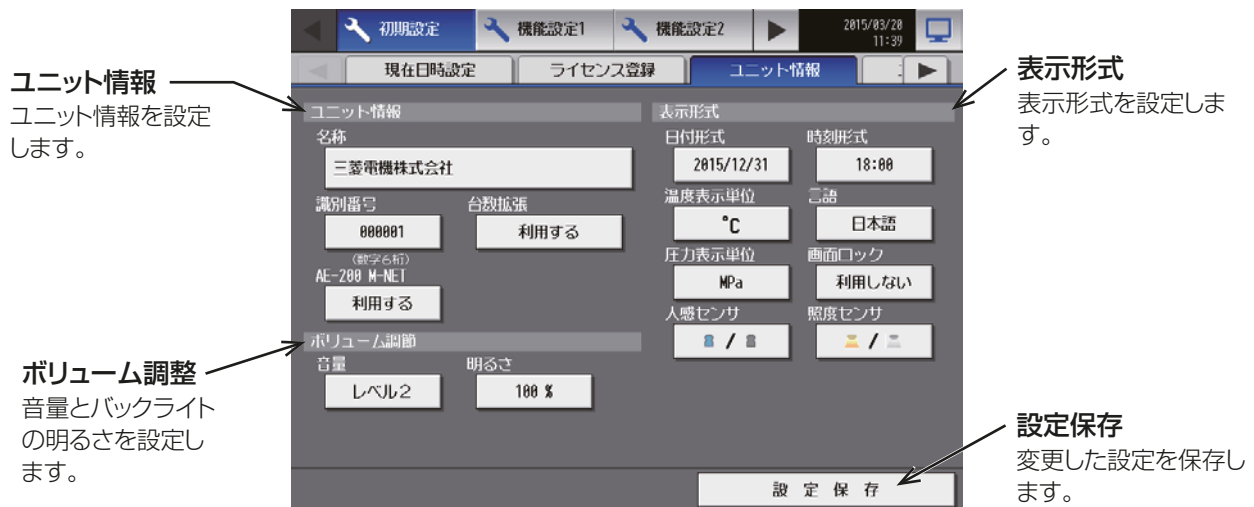 初期設定
機能設定1
機能設定2
2015/03/20
11:39
現在日時設定
ライセンス登録
ユニット情報
ユニット情報
ユニット情報を設定
します。
ユニット情報
名称
三菱電機株式会社
識別番号
台数拡張
000001
利用する
(数字6桁)
AE-200 M-NET
利用する
ボリューム調節
音量
明るさ
レベル2
100 %
表示形式
日付形式
時刻形式
2015/12/31
18:00
温度表示単位
言語
°C
日本語
圧力表示単位
画面ロック
MPa
利用しない
人感センサ
照度センサ
/
/
設 定 保 存
表示形式
表示形式を設定しま
す。
ボリューム調整
音量とバックライト
の明るさを設定し
ます。
設定保存
変更した設定を保存し
ます。